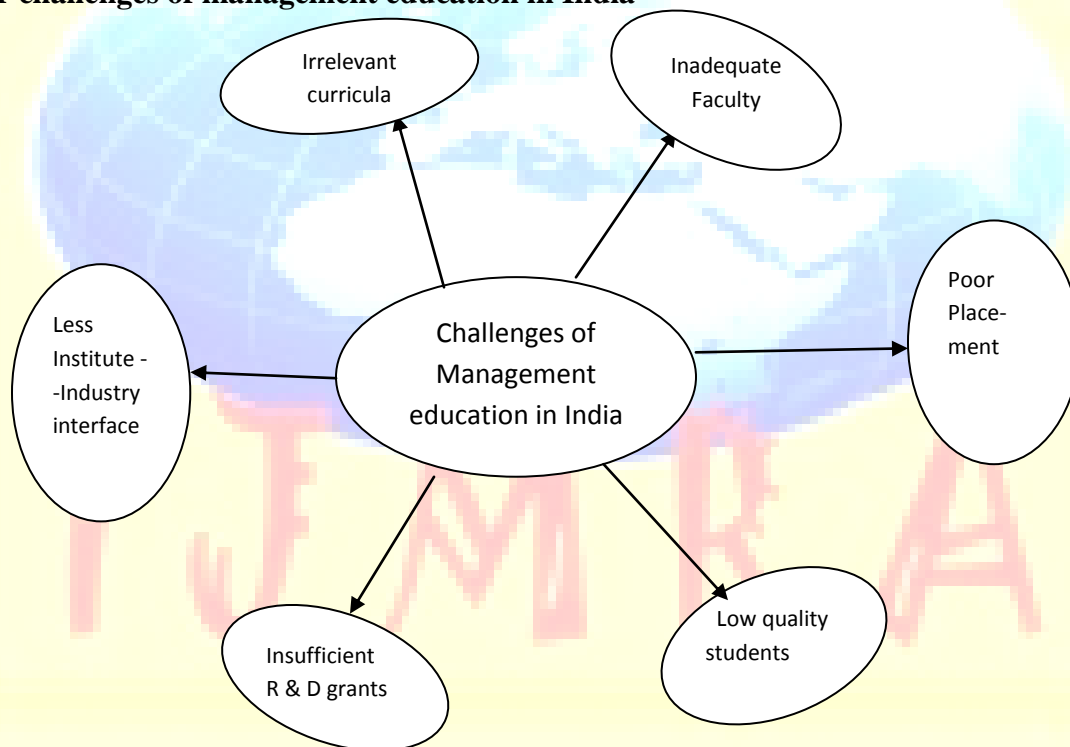 challenges of management education in India
Irrelevant
curricula
Inadequate
Faculty
Poor
Place-
ment
Less
Institute -
-Industry
interface
Challenges of
Management
education in India
Insufficient
R & D grants
Low quality
students
I J M R A